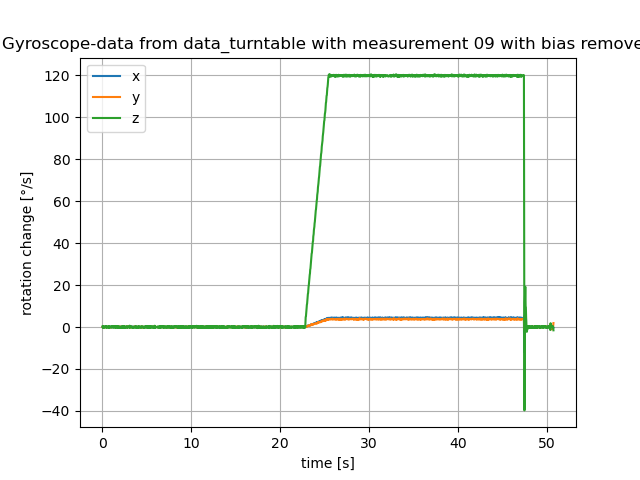 Gyroscope-data from data_turntable with measurement 09 with bias remove
x
y
z
120
100
80
60
40
20
0
−20
−40
rotation change [°/s]
0 10 20 30 40 50
time [s]